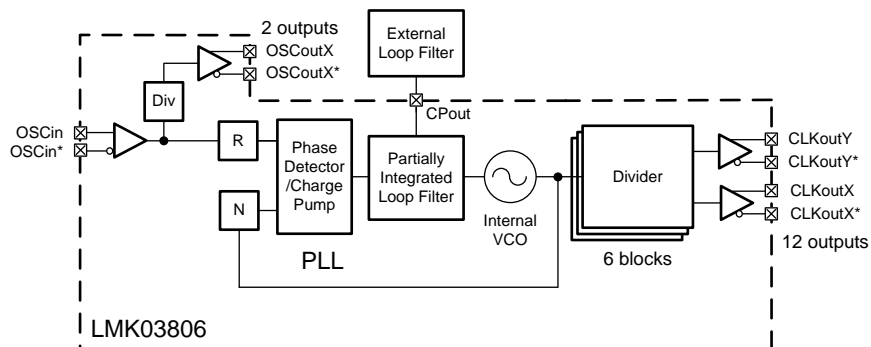 2 outputs
OSCoutX
OSCoutX*
External
Loop Filter
Div
CPout
OSCin
OSCin*
R
Phase
Detector
/Charge
Pump
Partially
Integrated
Loop Filter
N
Internal
VCO
Divider
CLKoutY
CLKoutY*
CLKoutX
CLKoutX*
12 outputs
6 blocks
PLL
LMK03806